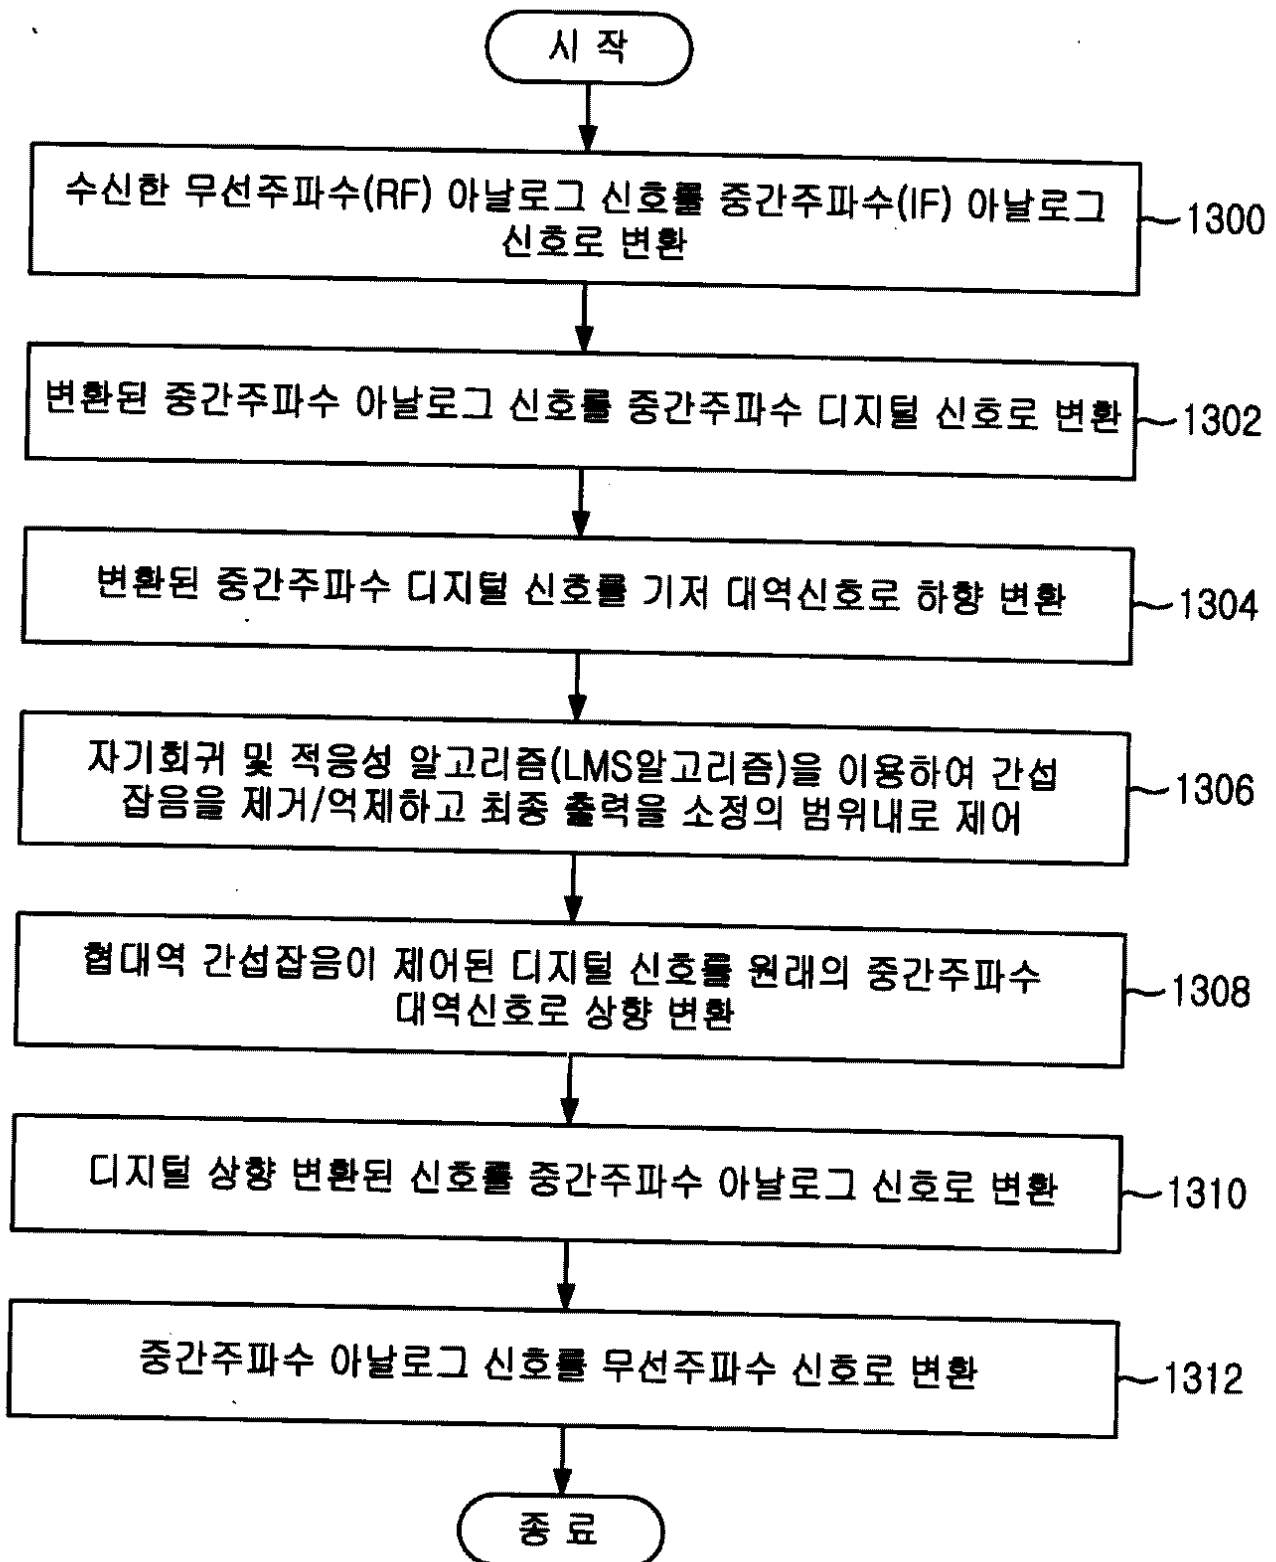 시 작
수신한 무선주파수(RF) 아날로그 신호를 중간주파수(IF) 아날로그
신호로 변환
1300
변환된 중간주파수 아날로그 신호를 중간주파수 디지털 신호로 변환
1302
변환된 중간주파수 디지털 신호를 기저 대역신호로 하향 변환
1304
자기회귀 및 적응성 알고리즘(LMS알고리즘)을 이용하여 간섭
잡음을 제거/억제하고 최종 출력을 소정의 범위내로 제어
1306
협대역 간섭잡음이 제어된 디지털 신호를 원래의 중간주파수
대역신호로 상향 변환
1308
디지털 상향 변환된 신호를 중간주파수 아날로그 신호로 변환
1310
중간주파수 아날로그 신호를 무선주파수 신호로 변환
1312
종 료